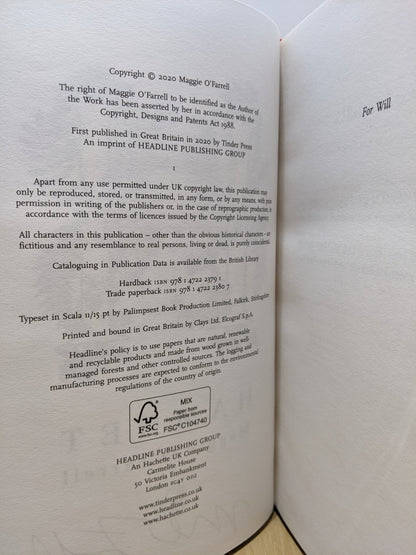 Copyright © 2020 Maggie O'Farrell
The right of Maggie O'Farrell to be identified as the Author of
the Work has been asserted by her in accordance with the
Copyright, Designs and Patents Act 1988.
First published in Great Britain in 2020 by Tinder Press
An imprint of HEADLINE PUBLISHING GROUP
1
Apart from any use permitted under UK copyright law, this publication may
only be reproduced, stored, or transmitted, in any form, or by any means, with prior
permission in writing of the publishers or, in the case of reprographic production, in
accordance with the terms of licences issued by the Copyright Licensing Agency
All characters in this publication – other than the obvious historical characters – are
fictitious and any resemblance to real persons, living or dead, is purely coincidental.
Cataloguing in Publication Data is available from the British Library
Hardback ISBN 978 1 4722 2379 1
Trade paperback ISBN 978 1 4722 2380 7
Typeset in Scala 11/15 pt by Palimpsest Book Production Limited, Falkirk, Stirlingshire
Printed and bound in Great Britain by Clays Ltd, Elcograf S.p.A.
Headline's policy is to use papers that are natural, renewable
and recyclable products and made from wood grown in well-
managed forests and other controlled sources. The logging and
manufacturing processes are expected to conform to the environmental
regulations of the country of origin.
FSC
www.fsc.org
MIX
Paper from
responsible sources
FSC® C104740
HEADLINE PUBLISHING GROUP
An Hachette UK Company
Carmelite House
50 Victoria Embankment
London EC4Y 0DZ
www.tinderpress.co.uk
www.headline.co.uk
www.hachette.co.uk
For Will